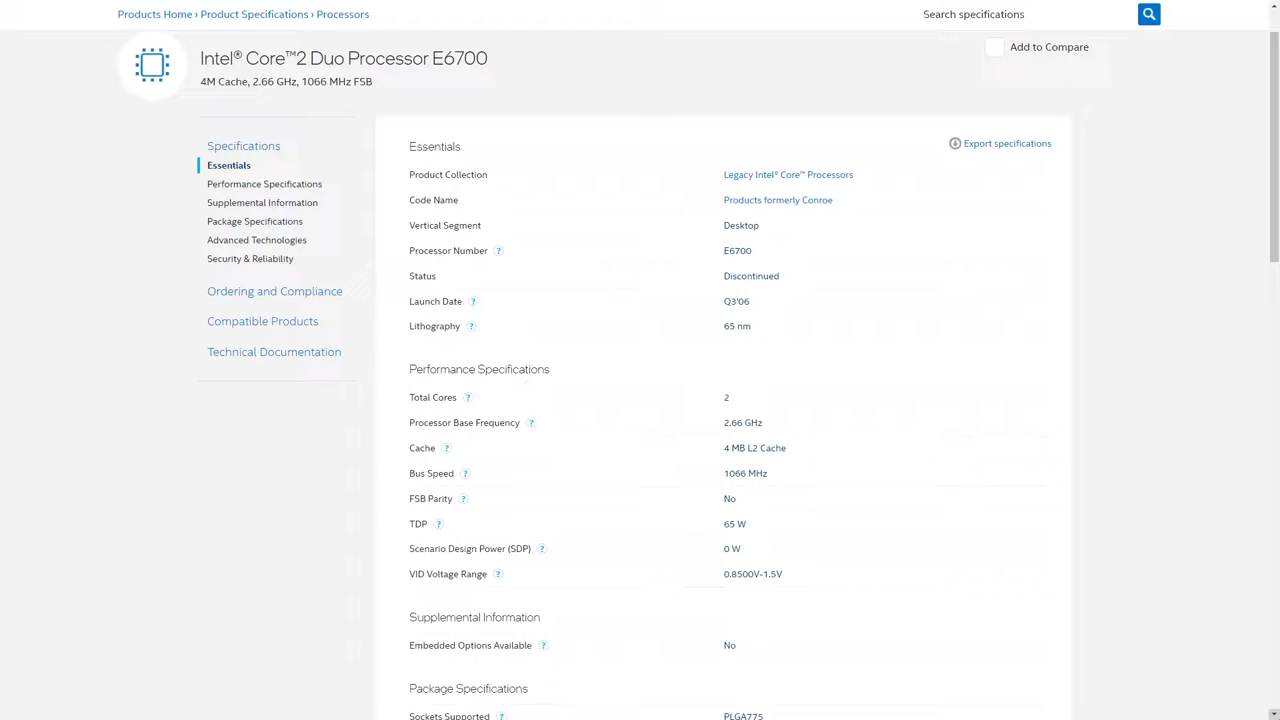 Products Home › Product Specifications › Processors
Search specifications
Intel® Core™2 Duo Processor E6700
4M Cache, 2.66 GHz, 1066 MHz FSB
Add to Compare
Specifications
Essentials
Performance Specifications
Supplemental Information
Package Specifications
Advanced Technologies
Security & Reliability
Ordering and Compliance
Compatible Products
Technical Documentation
Essentials
Export specifications
Product Collection Legacy Intel® Core™ Processors
Code Name Products formerly Conroe
Vertical Segment Desktop
Processor Number ? E6700
Status Discontinued
Launch Date ? Q3'06
Lithography ? 65 nm
Performance Specifications
Total Cores ? 2
Processor Base Frequency ? 2.66 GHz
Cache ? 4 MB L2 Cache
Bus Speed ? 1066 MHz
FSB Parity ? No
TDP ? 65 W
Scenario Design Power (SDP) ? 0 W
VID Voltage Range ? 0.8500V-1.5V
Supplemental Information
Embedded Options Available ? No
Package Specifications
Sockets Supported ? PLGA775